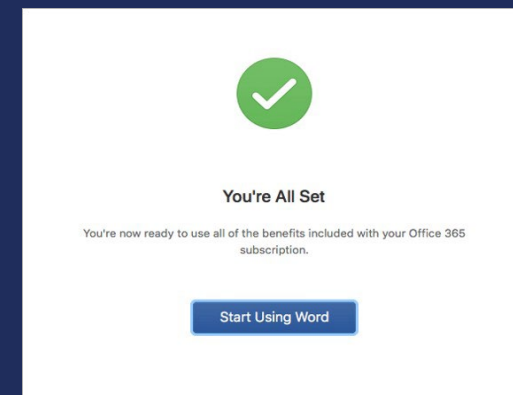 You're All Set
You're now ready to use all of the benefits included with your Office 365
subscription.
Start Using Word